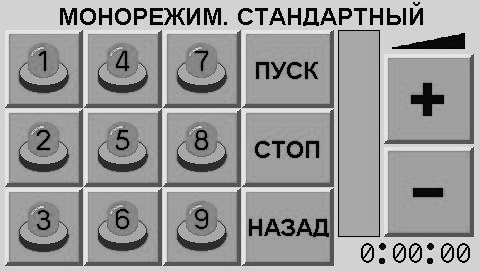 МОНОРЕЖИМ. СТАНДАРТНЫЙ
1 4 7 ПУСК
+
2 5 8 СТОП
−
3 6 9 НАЗАД
0:00:00